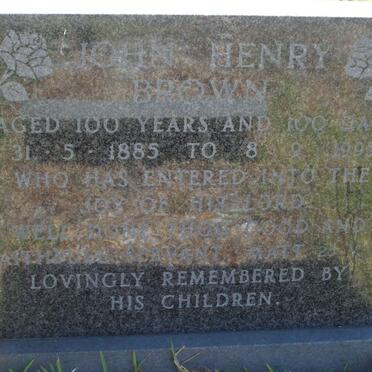 JOHN HENRY
BROWN
AGED 100 YEARS AND 100
31. 5. 1885 TO 8. 9.
WHO HAS ENTERED INTO THE
JOY OF HIS LORD.
WELL DONE THOU GOOD AND
FAITHFUL SERVANT. MATT
LOVINGLY REMEMBERED BY
HIS CHILDREN.